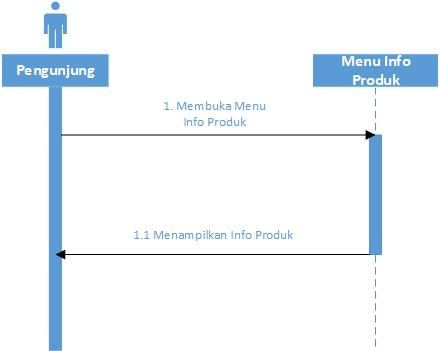 Pengunjung
Menu Info
Produk
1. Membuka Menu
Info Produk
1.1 Menampilkan Info Produk